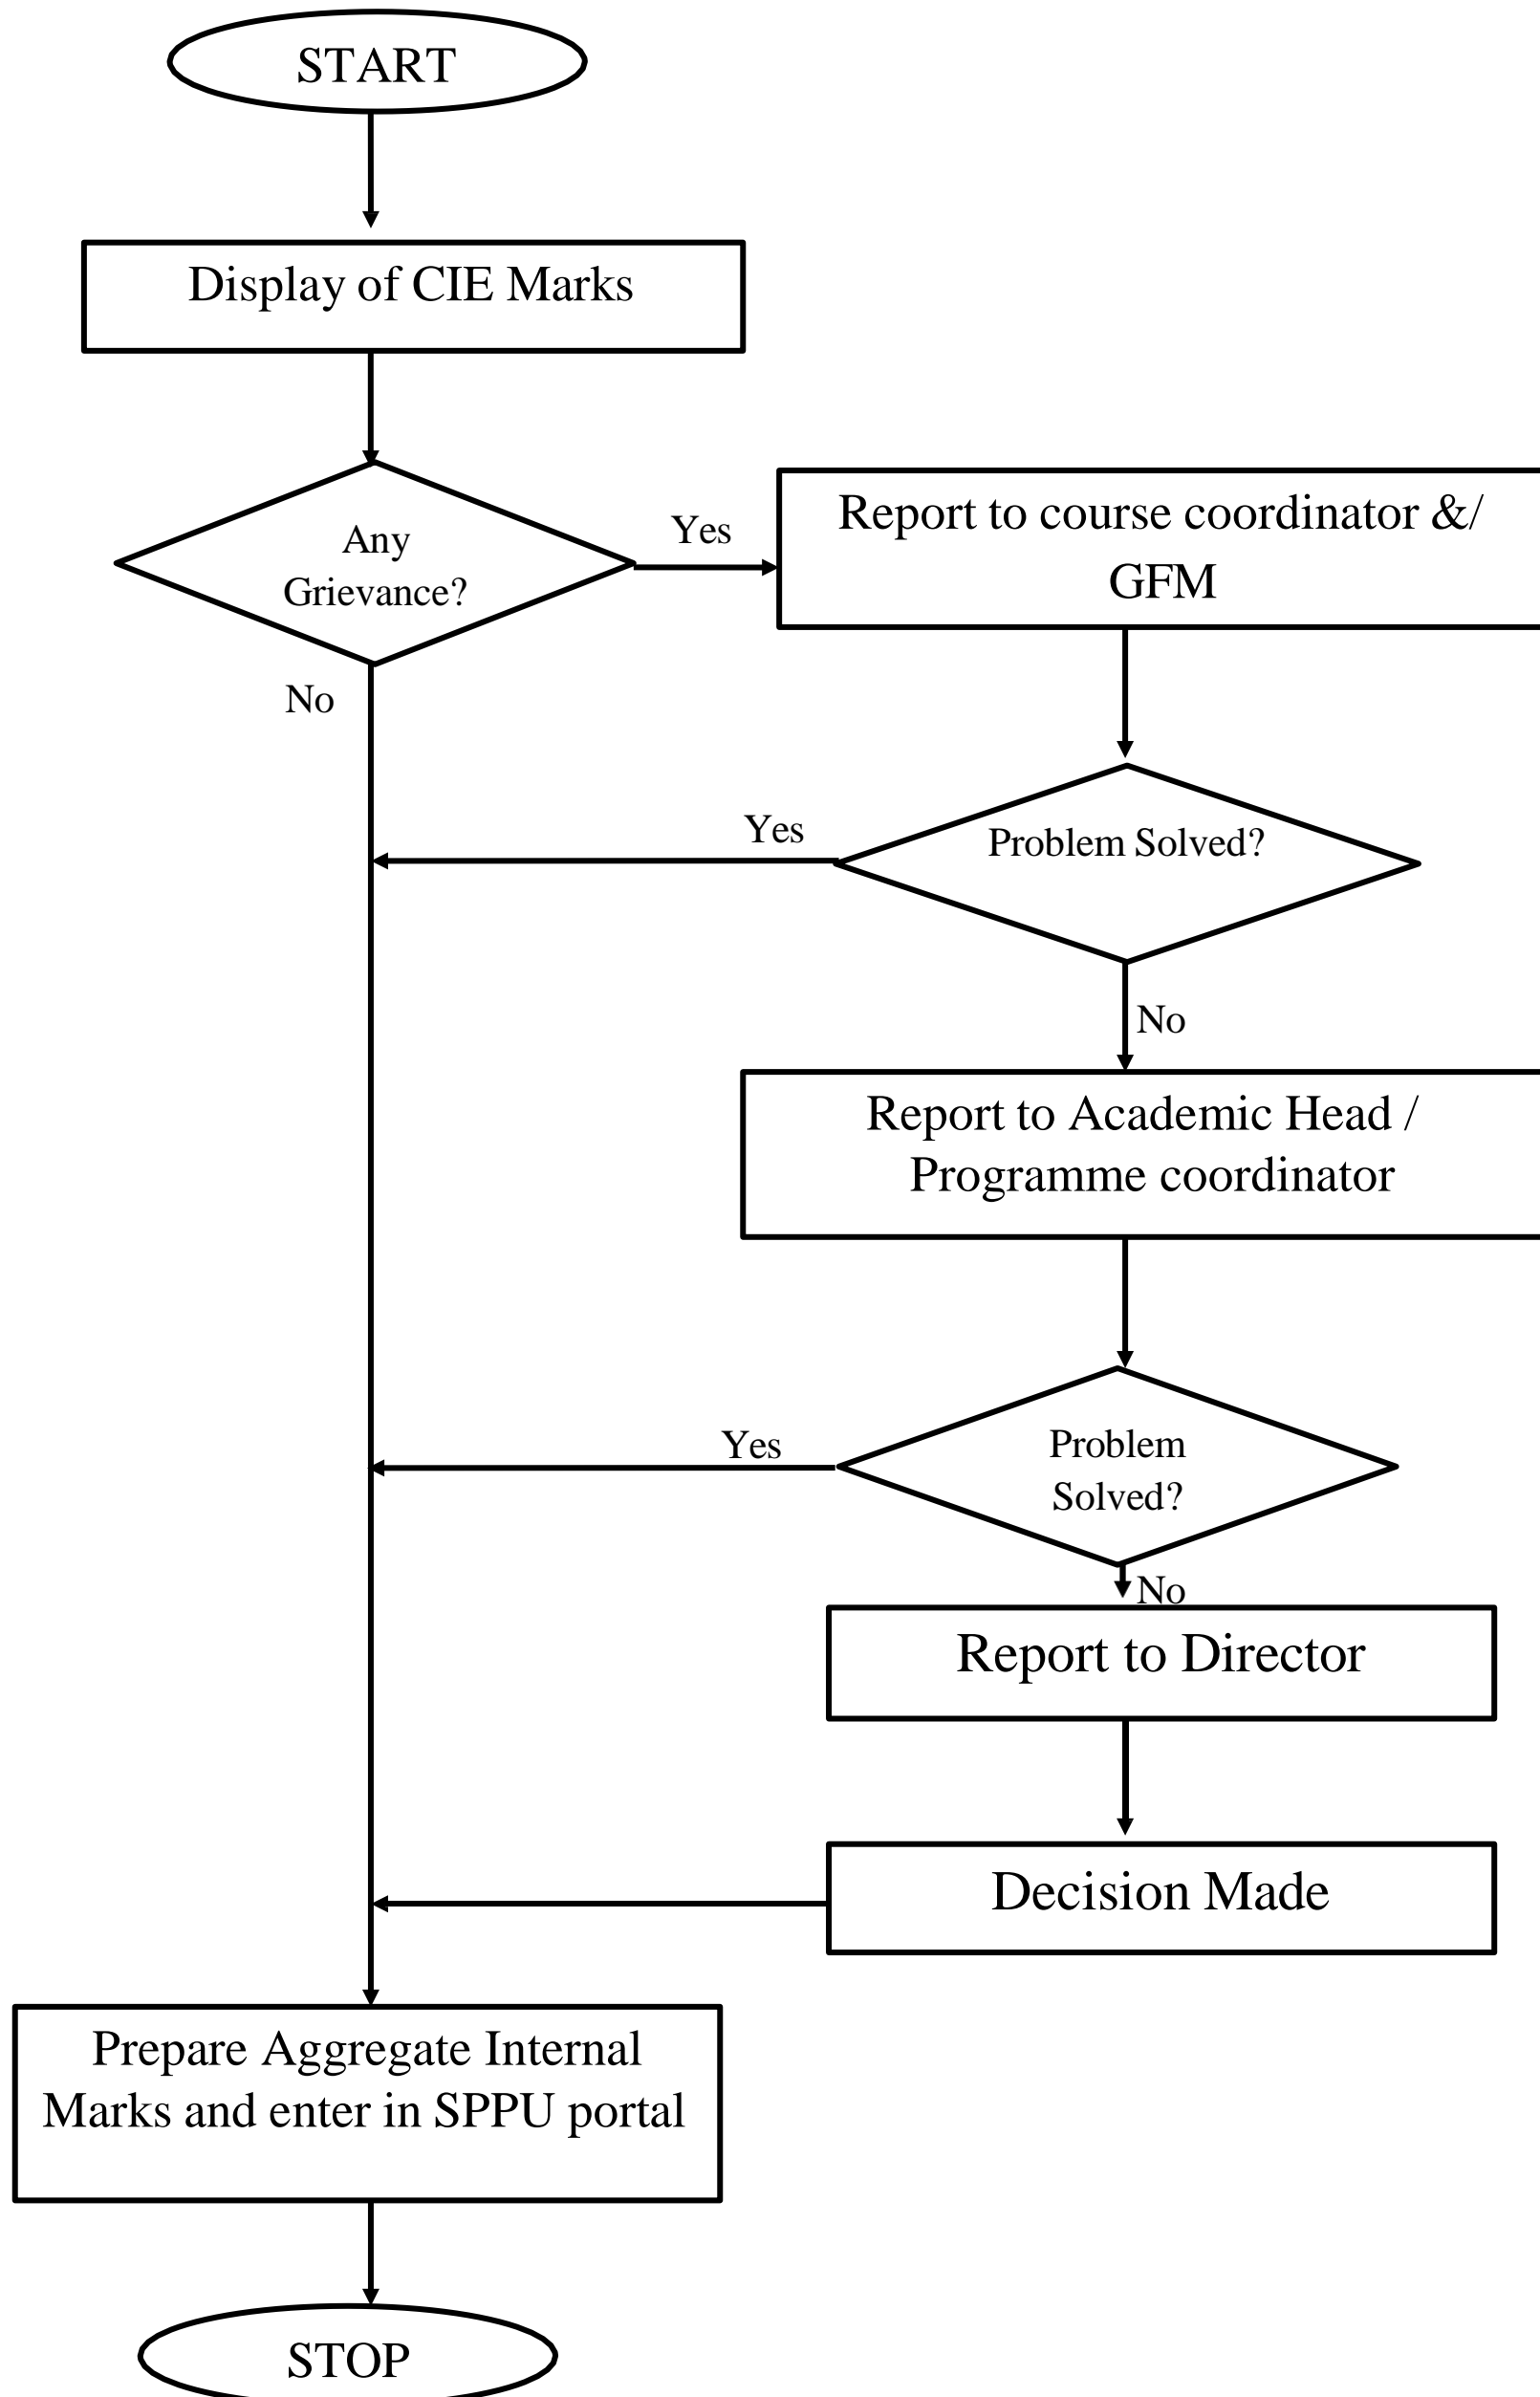 START
Display of CIE Marks
Any
Grievance?
Yes
Report to course coordinator &/
GFM
No
Yes
Problem Solved?
No
Report to Academic Head /
Programme coordinator
Yes
Problem
Solved?
No
Report to Director
Decision Made
Prepare Aggregate Internal
Marks and enter in SPPU portal
STOP